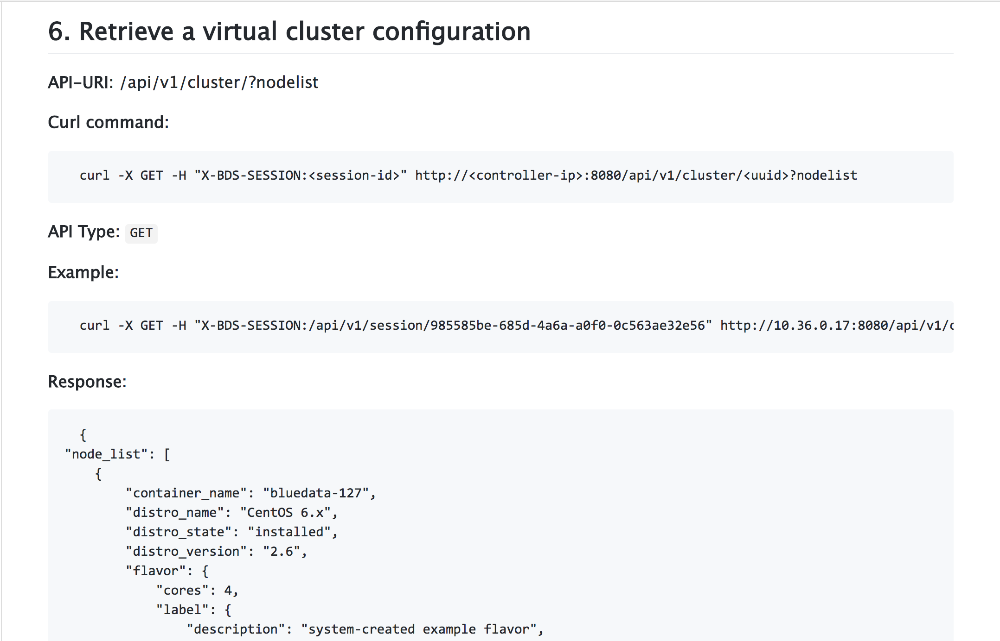 6. Retrieve a virtual cluster configuration
API-URI: /api/v1/cluster/?nodelist
Curl command:
curl -X GET -H "X-BDS-SESSION:<session-id>" http://<controller-ip>:8080/api/v1/cluster/<uuid>?nodelist
API Type: GET
Example:
curl -X GET -H "X-BDS-SESSION:/api/v1/session/985585be-685d-4a6a-a0f0-0c563ae32e56" http://10.36.0.17:8080/api/v1/c
Response:
{
"node_list": [
{
"container_name": "bluedata-127",
"distro_name": "CentOS 6.x",
"distro_state": "installed",
"distro_version": "2.6",
"flavor": {
"cores": 4,
"label": {
"description": "system-created example flavor",